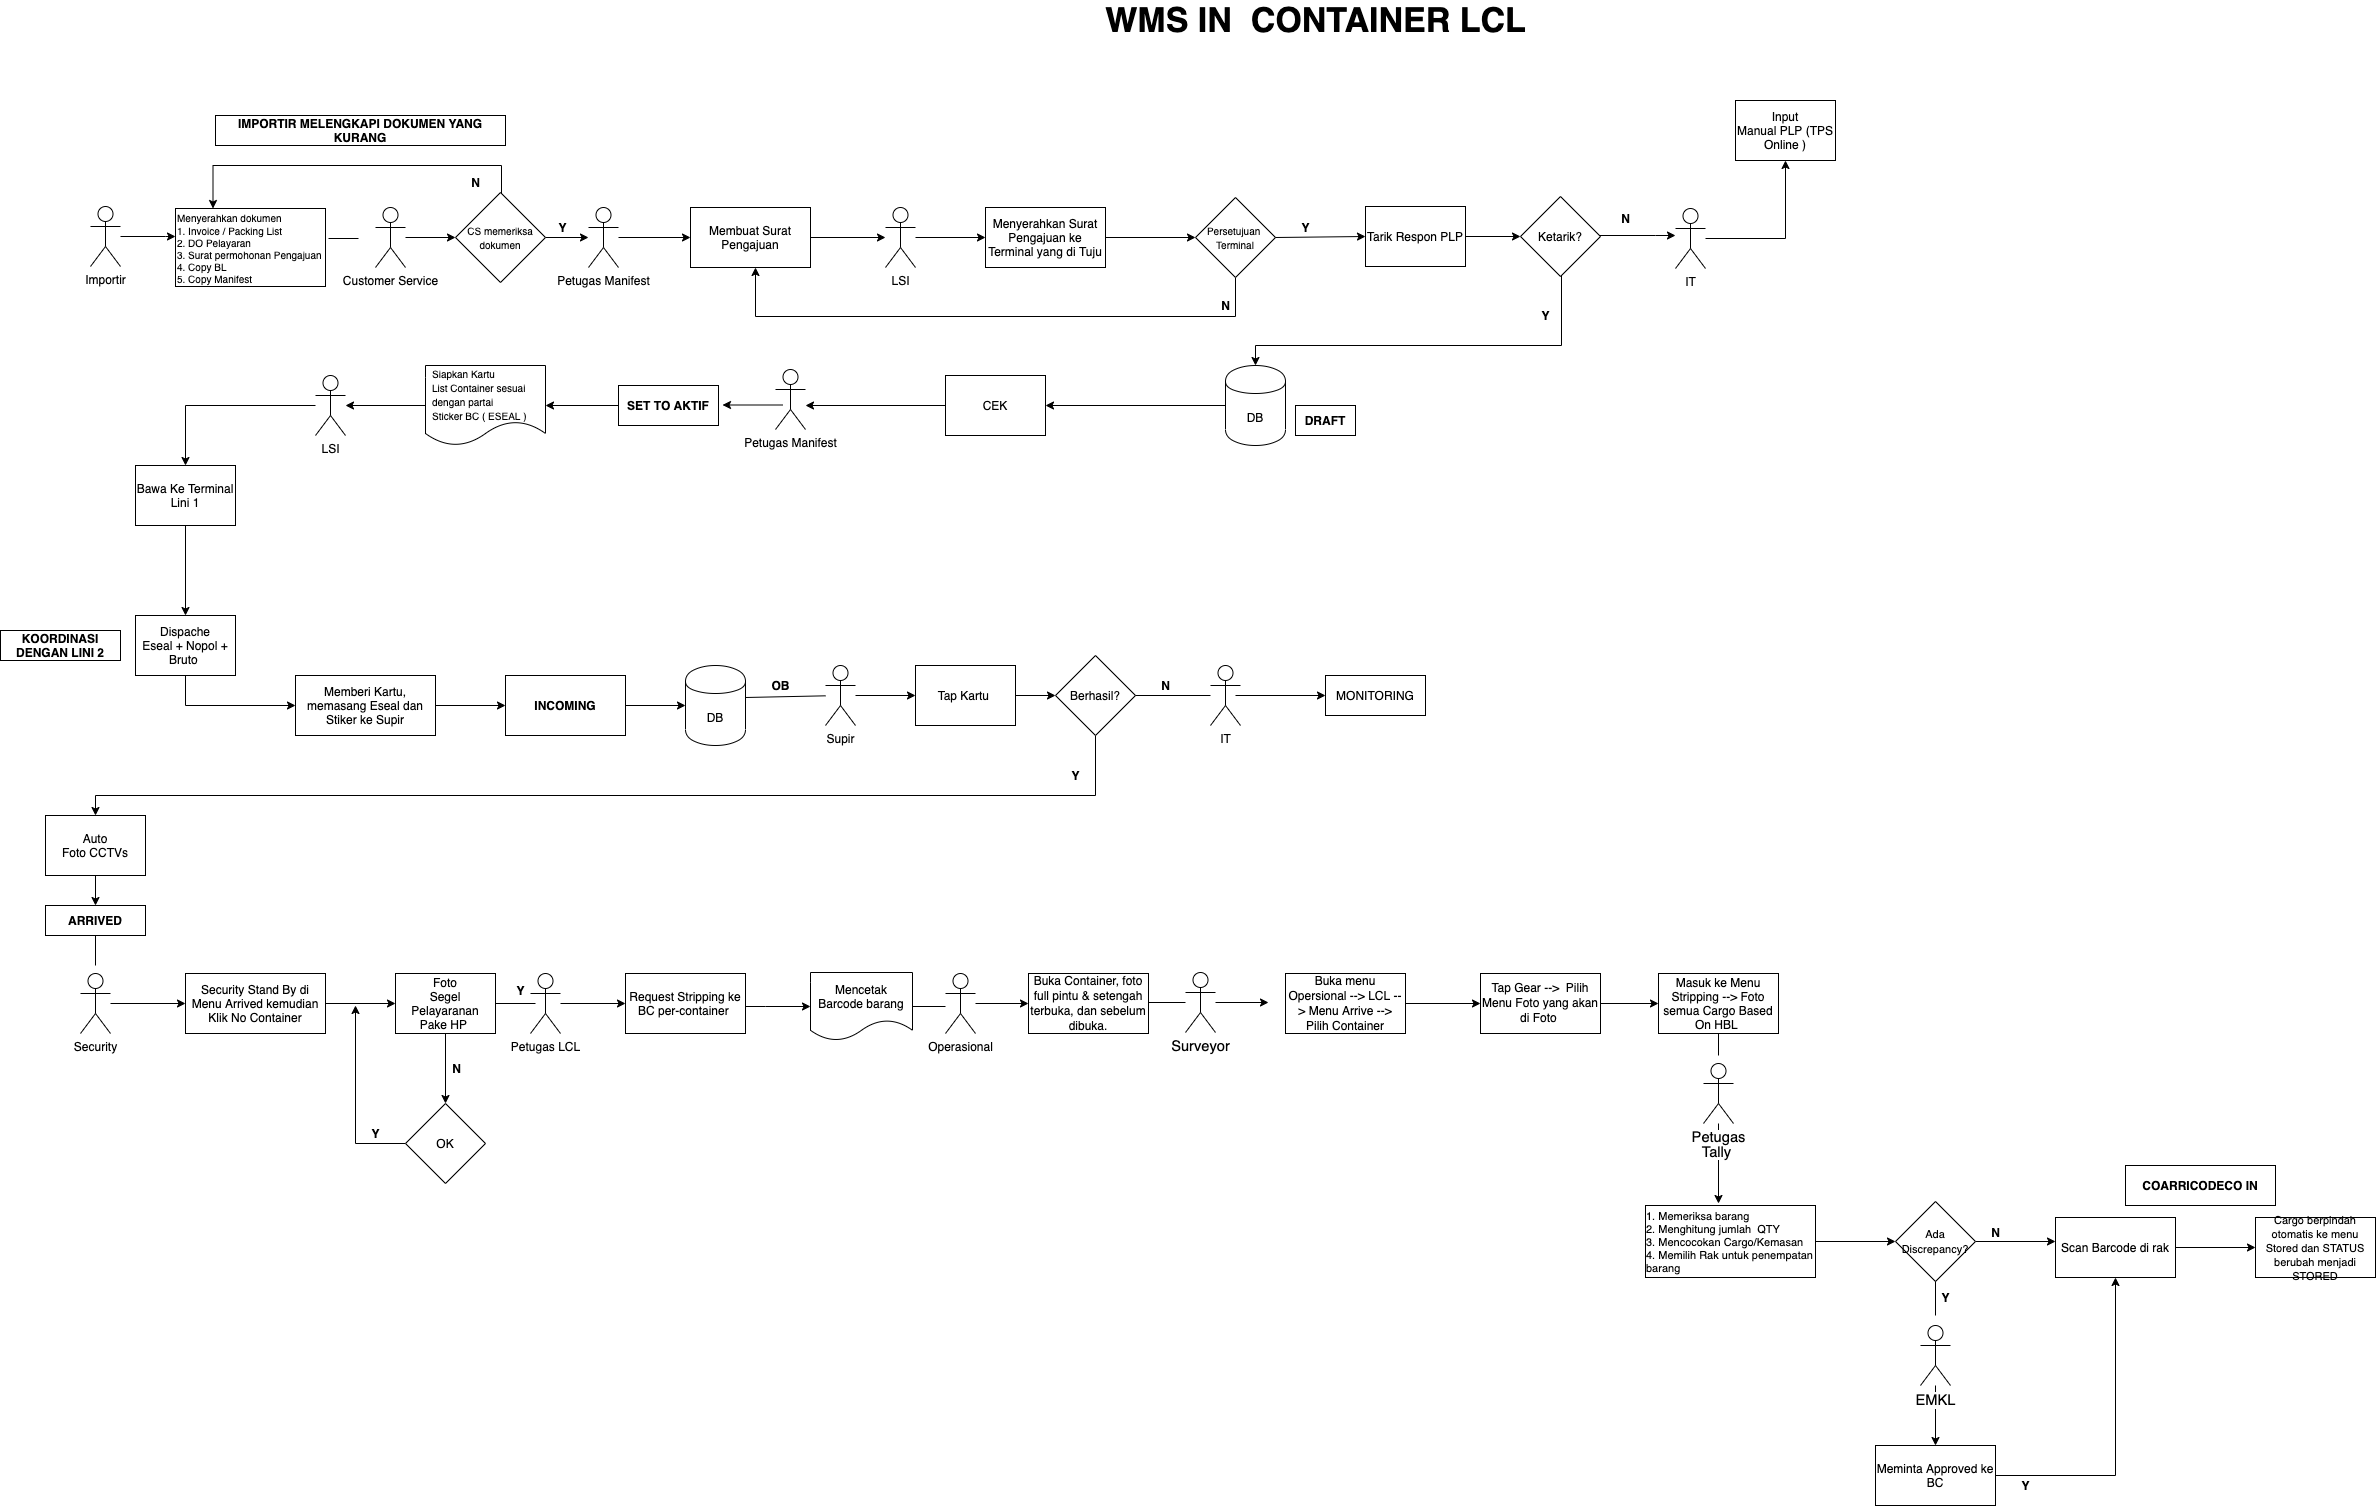 WMS IN  CONTAINER LCL
IMPORTIR MELENGKAPI DOKUMEN YANG
KURANG
Input
Manual PLP (TPS
Online )
N
Importir
Menyerahkan dokumen
1. Invoice / Packing List
2. DO Pelayaran
3. Surat permohonan Pengajuan
4. Copy BL
5. Copy Manifest
Customer Service
CS memeriksa
dokumen
Y
Petugas Manifest
Membuat Surat
Pengajuan
LSI
Menyerahkan Surat
Pengajuan ke
Terminal yang di Tuju
Persetujuan
Terminal
Y
N
Tarik Respon PLP
Ketarik?
N
IT
Y
DB
DRAFT
CEK
Petugas Manifest
SET TO AKTIF
Siapkan Kartu
List Container sesuai
dengan partai
Sticker BC ( ESEAL )
LSI
Bawa Ke Terminal
Lini 1
KOORDINASI
DENGAN LINI 2
Dispache
Eseal + Nopol +
Bruto
Memberi Kartu,
memasang Eseal dan
Stiker ke Supir
INCOMING
DB
OB
Supir
Tap Kartu
Berhasil?
N
IT
MONITORING
Y
Auto
Foto CCTVs
ARRIVED
Security
Security Stand By di
Menu Arrived kemudian
Klik No Container
Foto
Segel
Pelayaranan
Pake HP
Y
Petugas LCL
N
OK
Y
Request Stripping ke
BC per-container
Mencetak
Barcode barang
Operasional
Buka Container, foto
full pintu & setengah
terbuka, dan sebelum
dibuka.
Surveyor
Buka menu
Opersional --> LCL --
> Menu Arrive -->
Pilih Container
Tap Gear -->  Pilih
Menu Foto yang akan
di Foto
Masuk ke Menu
Stripping --> Foto
semua Cargo Based
On HBL
Petugas
Tally
1. Memeriksa barang
2. Menghitung jumlah  QTY
3. Mencocokan Cargo/Kemasan
4. Memilih Rak untuk penempatan
barang
Ada
Discrepancy?
N
Y
Scan Barcode di rak
COARRICODECO IN
Cargo berpindah
otomatis ke menu
Stored dan STATUS
berubah menjadi
STORED
EMKL
Meminta Approved ke
BC
Y